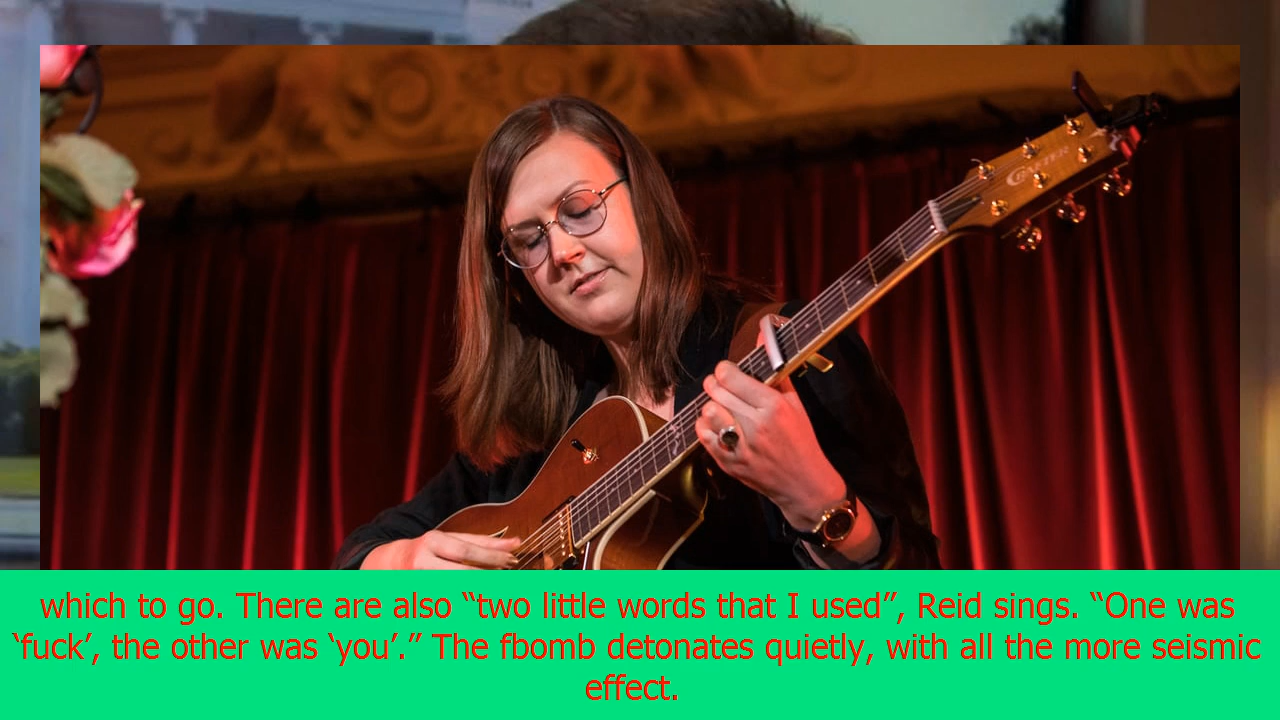 CRAFTER
which to go. There are also “two little words that I used”, Reid sings. “One was
‘fuck’, the other was ‘you’.” The fbomb detonates quietly, with all the more seismic
effect.